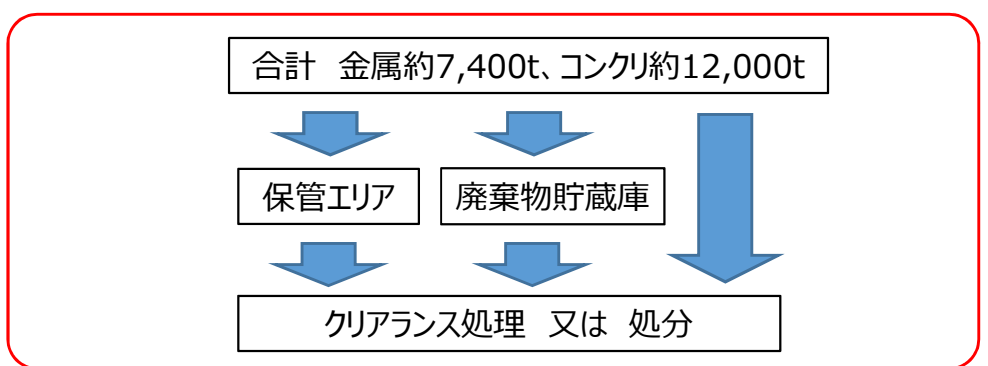 合計　金属約7,400t、コンクリ約12,000t
保管エリア
廃棄物貯蔵庫
クリアランス処理　又は　処分